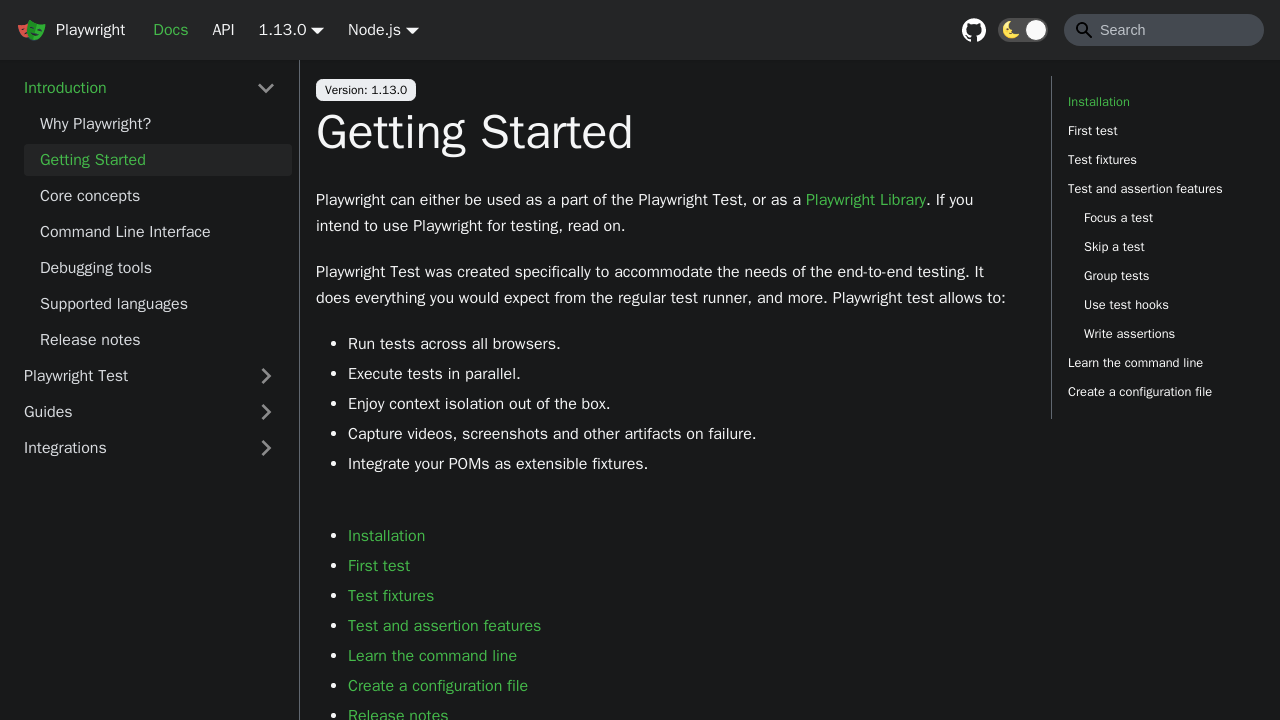 Playwright
Docs
API
1.13.0
Node.js
Search
Introduction
Why Playwright?
Getting Started
Core concepts
Command Line Interface
Debugging tools
Supported languages
Release notes
Playwright Test
Guides
Integrations
Version: 1.13.0
Getting Started
Playwright can either be used as a part of the Playwright Test, or as a Playwright Library. If you
intend to use Playwright for testing, read on.
Playwright Test was created specifically to accommodate the needs of the end-to-end testing. It
does everything you would expect from the regular test runner, and more. Playwright test allows to:
Run tests across all browsers.
Execute tests in parallel.
Enjoy context isolation out of the box.
Capture videos, screenshots and other artifacts on failure.
Integrate your POMs as extensible fixtures.
Installation
First test
Test fixtures
Test and assertion features
Learn the command line
Create a configuration file
Release notes
Installation
First test
Test fixtures
Test and assertion features
Focus a test
Skip a test
Group tests
Use test hooks
Write assertions
Learn the command line
Create a configuration file